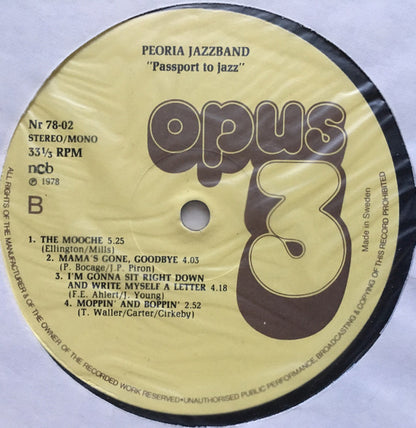 PEORIA JAZZBAND
"Passport to jazz"
opus
3
Nr 78-02
STEREO/MONO
33⅓ RPM
ncb
℗ 1978
B
Made in Sweden
1. THE MOOCHE 5.25
(Ellington/Mills)
2. MAMA'S GONE, GOODBYE 4.03
(P. Bocage/J.P. Piron)
3. I'M GONNA SIT RIGHT DOWN
AND WRITE MYSELF A LETTER 4.18
(F.E. Ahlert/J. Young)
4. MOPPIN' AND BOPPIN' 2.52
(T. Waller/Carter/Cirkeby)
ALL RIGHTS OF THE MANUFACTURER & OF THE OWNER OF THE RECORDED WORK RESERVED•UNAUTHORISED PUBLIC PERFORMANCE, BROADCASTING & COPYING OF THIS RECORD PROHIBITED